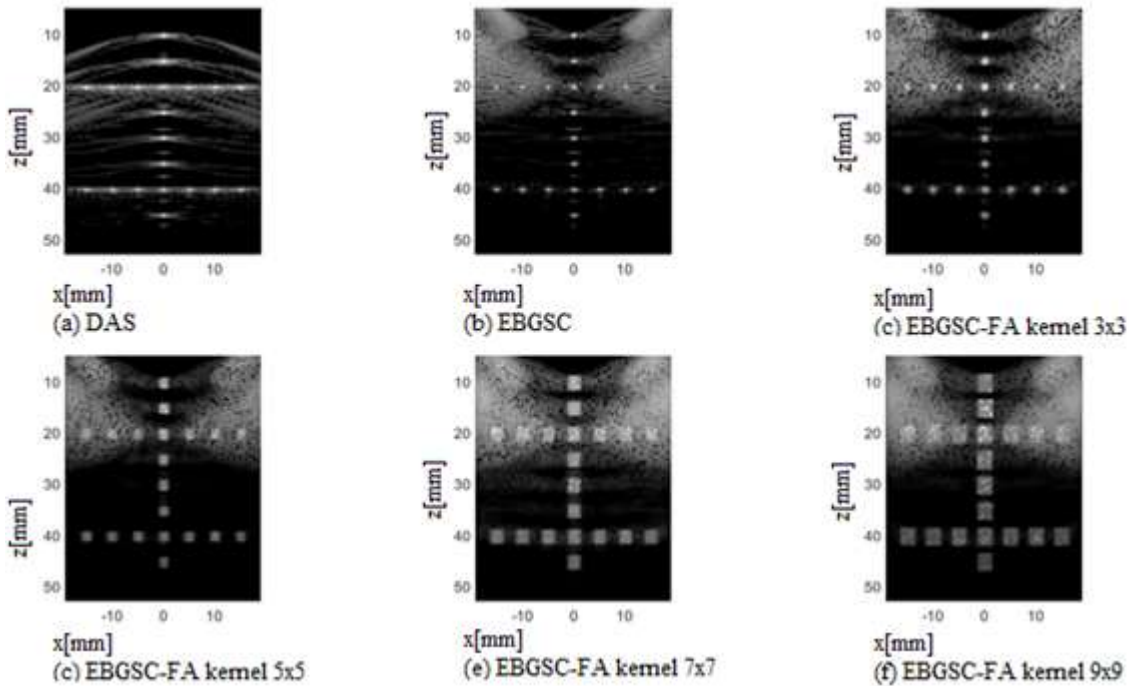 10
20
30
40
50
z[mm]
-10 0 10
x[mm]
(a) DAS
10
20
30
40
50
z[mm]
-10 0 10
x[mm]
(b) EBGSC
10
20
30
40
50
z[mm]
-10 0 10
x[mm]
(c) EBGSC-FA kernel 3x3
10
20
30
40
50
z[mm]
-10 0 10
x[mm]
(c) EBGSC-FA kernel 5x5
10
20
30
40
50
z[mm]
-10 0 10
x[mm]
(e) EBGSC-FA kernel 7x7
10
20
30
40
50
z[mm]
-10 0 10
x[mm]
(f) EBGSC-FA kernel 9x9